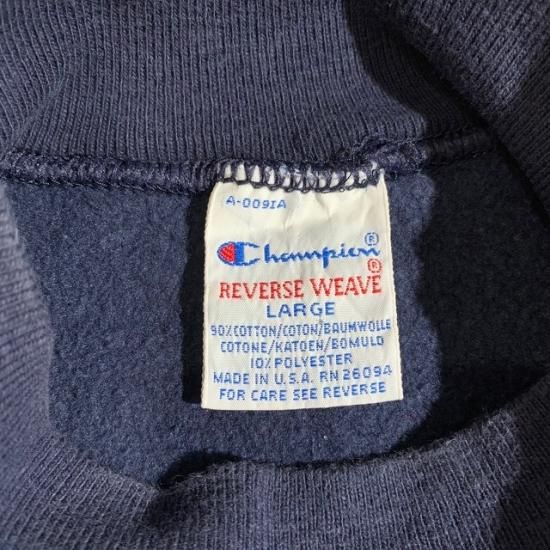 A-009IA
Champion®
REVERSE WEAVE®
LARGE
90%COTTON/COTON/BAUMWOLLE
COTONE/KATOEN/BOMULD
10% POLYESTER
MADE IN U.S.A. RN 26094
FOR CARE SEE REVERSE